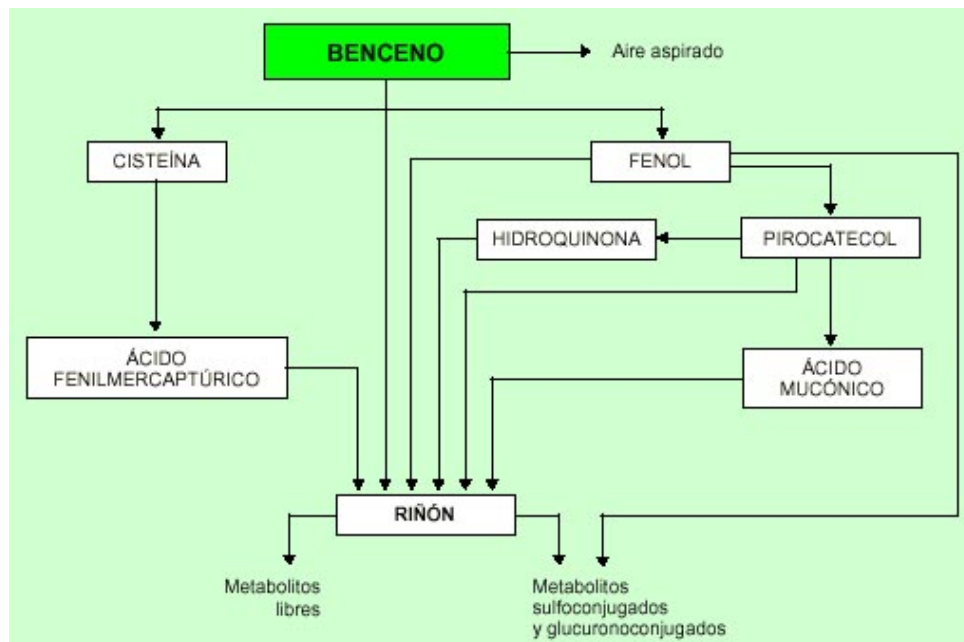 BENCENO
Aire aspirado
CISTEÍNA
FENOL
HIDROQUINONA
PIROCATECOL
ÁCIDO
FENILMERCAPTÚRICO
ÁCIDO
MUCÓNICO
RIÑÓN
Metabolitos
libres
Metabolitos
sulfoconjugados
y glucuronoconjugados